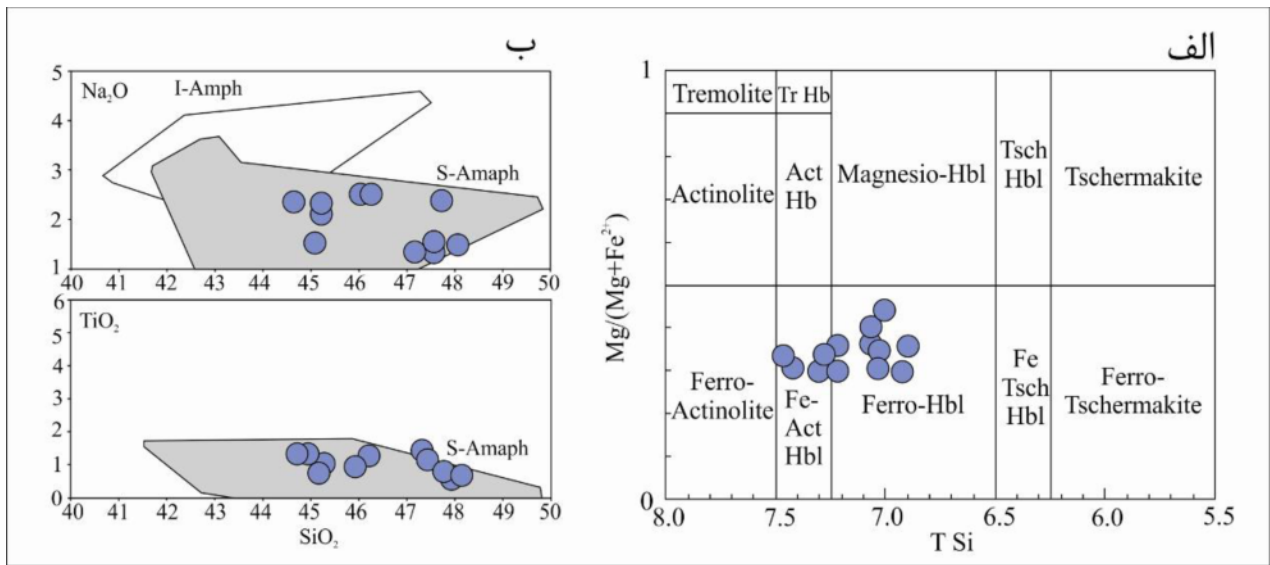 الف
1
Tremolite
Tr Hb
Actinolite
Act
Hb
Magnesio-Hbl
Tsch
Hbl
Tschermakite
Mg/(Mg+Fe²⁺)
Ferro-
Actinolite
Fe-
Act
Hbl
Ferro-Hbl
Fe
Tsch
Hbl
Ferro-
Tschermakite
0
8.0 7.5 7.0 6.5 6.0 5.5
T Si
ب
5
4
3
2
1
Na₂O
I-Amph
S-Amaph
40 41 42 43 44 45 46 47 48 49 50
6
5
4
3
2
1
0
TiO₂
S-Amaph
40 41 42 43 44 45 46 47 48 49 50
SiO₂